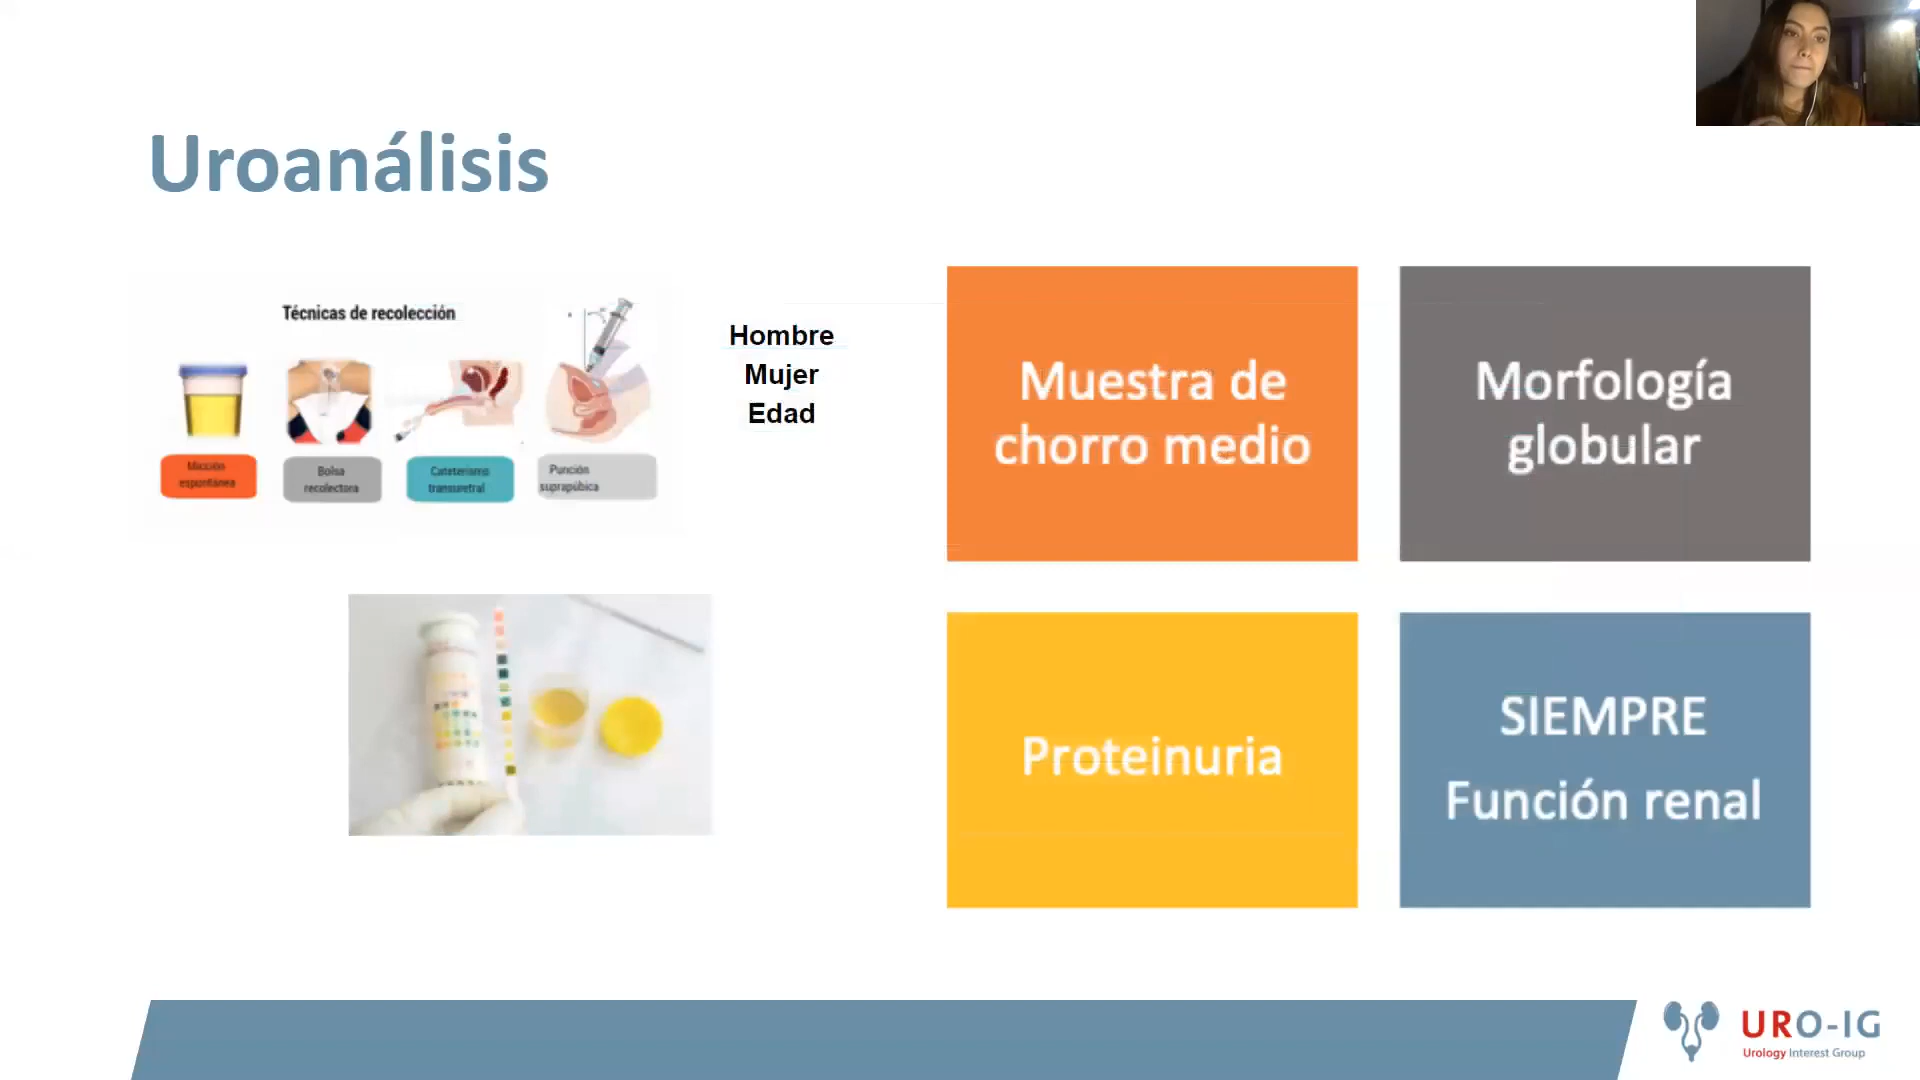 Uroanálisis
Técnicas de recolección
Micción
espontánea
Bolsa
recolectora
Cateterismo
transuretral
Punción
suprapúbica
Hombre
Mujer
Edad
Muestra de
chorro medio
Morfología
globular
Proteinuria
SIEMPRE
Función renal
URO-IG
Urology Interest Group